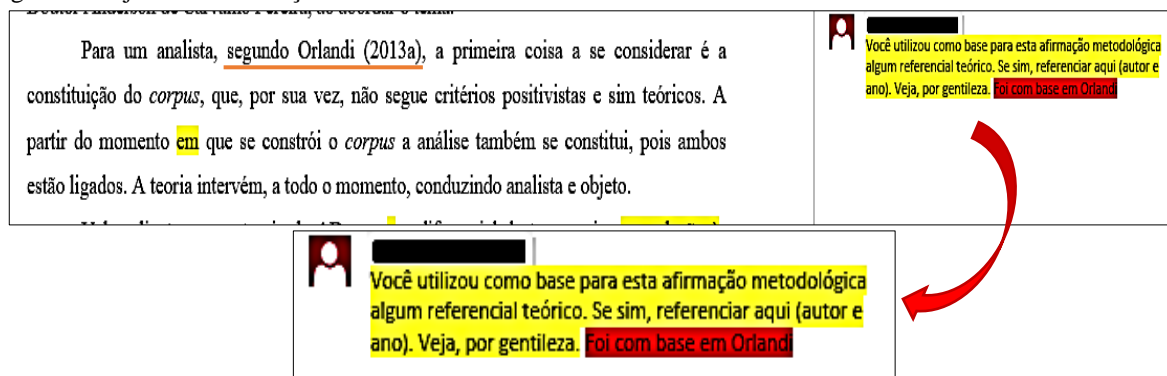 Para um analista, segundo Orlandi (2013a), a primeira coisa a se considerar é a
constituição do corpus, que, por sua vez, não segue critérios positivistas e sim teóricos. A
partir do momento em que se constrói o corpus a análise também se constitui, pois ambos
estão ligados. A teoria intervém, a todo o momento, conduzindo analista e objeto.
Você utilizou como base para esta afirmação metodológica
algum referencial teórico. Se sim, referenciar aqui (autor e
ano). Veja, por gentileza. Foi com base em Orlandi
Você utilizou como base para esta afirmação metodológica
algum referencial teórico. Se sim, referenciar aqui (autor e
ano). Veja, por gentileza. Foi com base em Orlandi